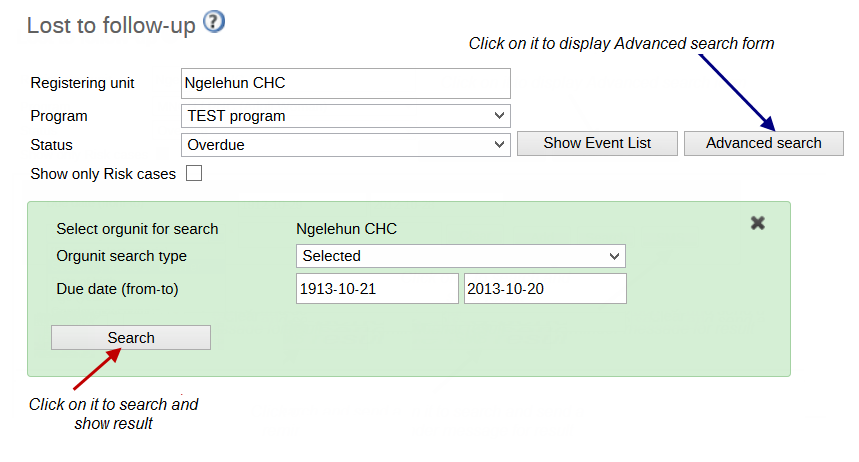 Lost to follow-up ?
Click on it to display Advanced search form
Registering unit Ngelehun CHC
Program TEST program
Status Overdue Show Event List Advanced search
Show only Risk cases
Select orgunit for search Ngelehun CHC
Orgunit search type Selected
Due date (from-to) 1913-10-21 2013-10-20
Search
Click on it to search and
show result